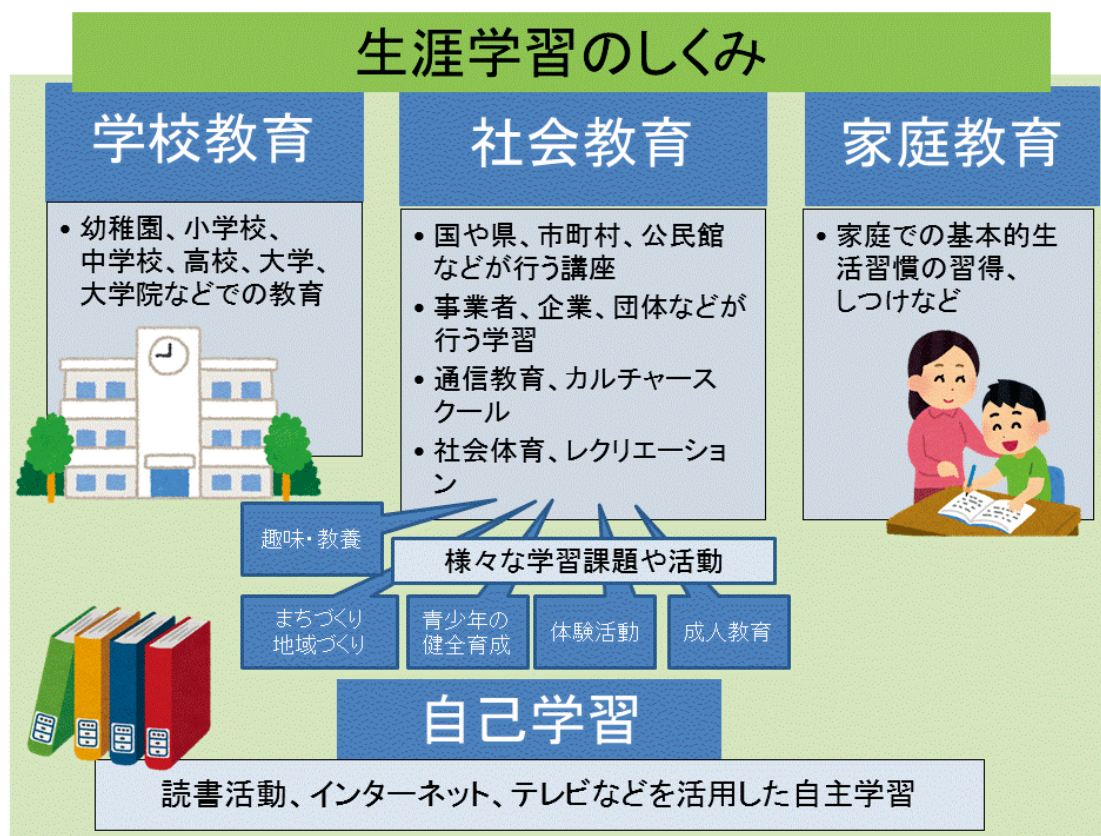 生涯学習のしくみ
学校教育
• 幼稚園、小学校、
中学校、高校、大学、
大学院などでの教育
社会教育
• 国や県、市町村、公民館
などが行う講座
• 事業者、企業、団体などが
行う学習
• 通信教育、カルチャース
クール
• 社会体育、レクリエーショ
ン
家庭教育
• 家庭での基本的生
活習慣の習得、
しつけなど
趣味・教養
様々な学習課題や活動
まちづくり
地域づくり
青少年の
健全育成
体験活動
成人教育
自己学習
読書活動、インターネット、テレビなどを活用した自主学習